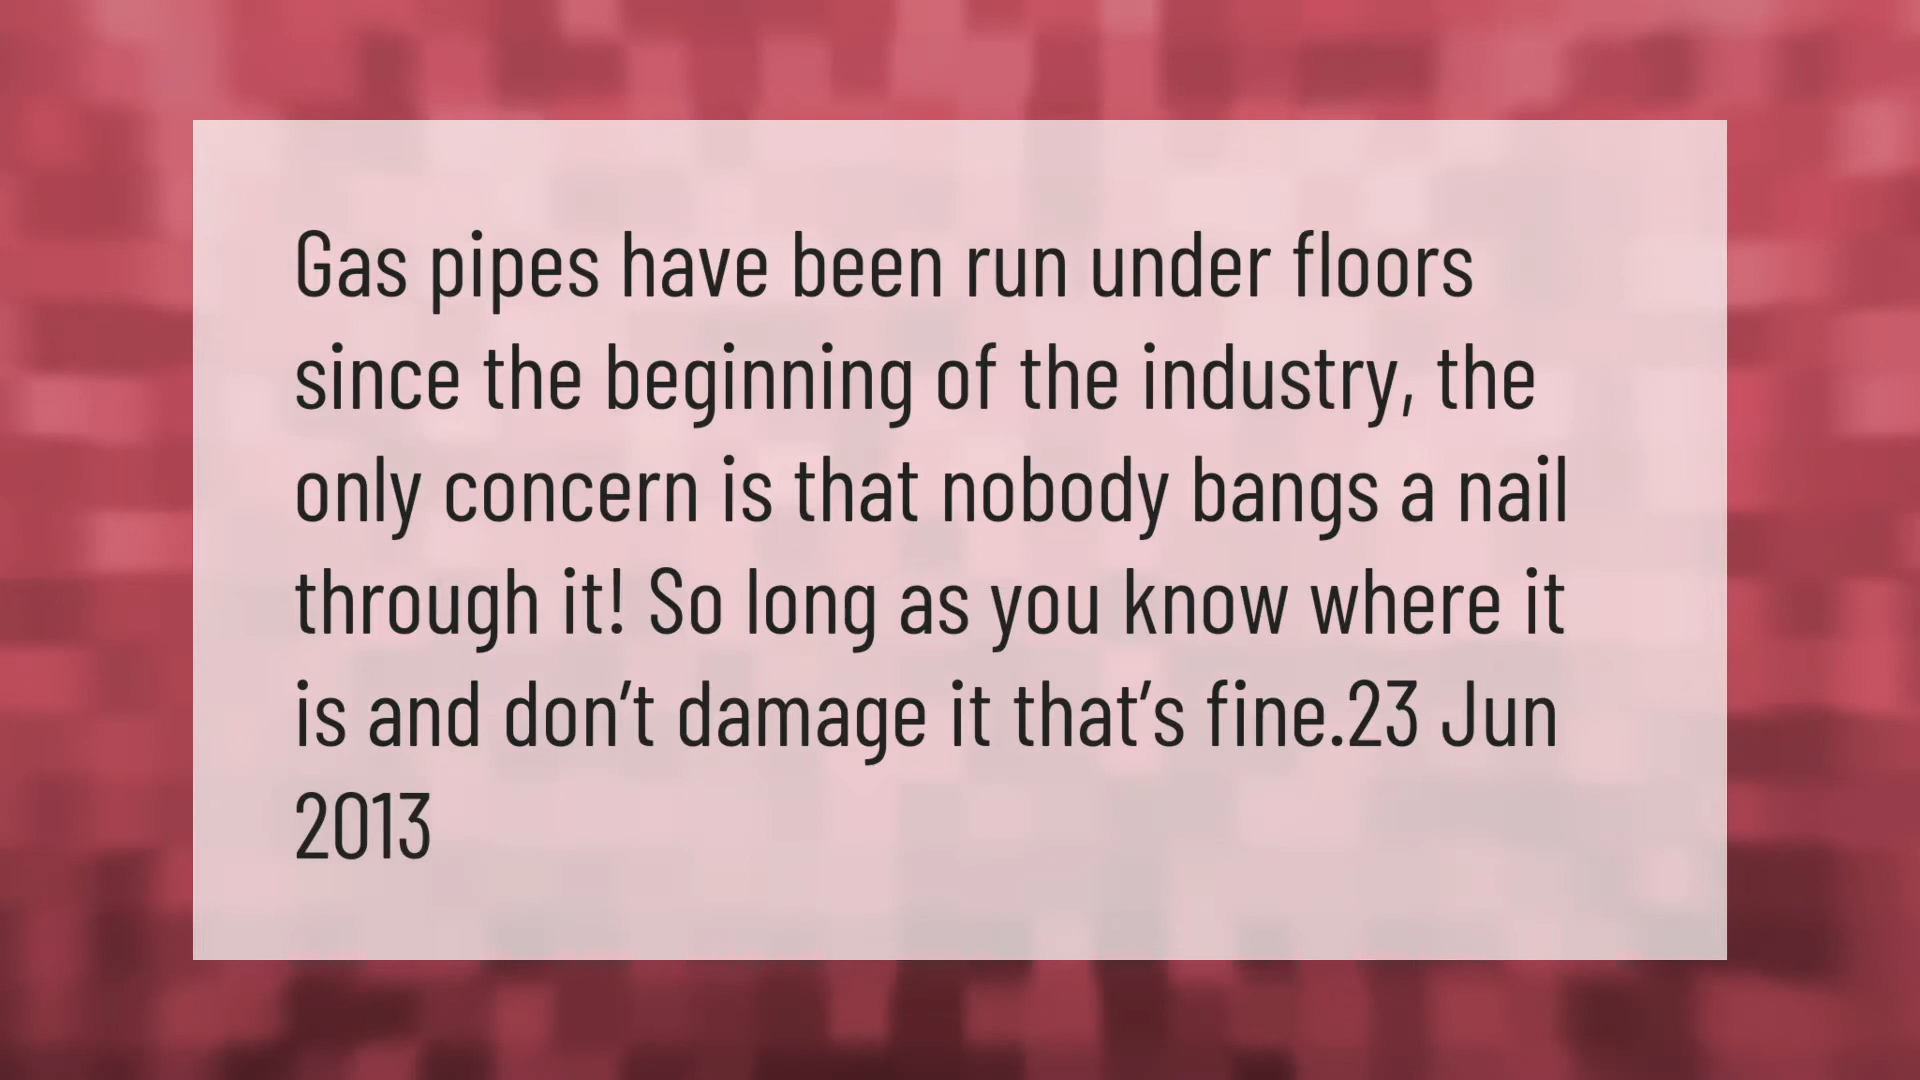 Gas pipes have been run under floors
since the beginning of the industry, the
only concern is that nobody bangs a nail
through it! So long as you know where it
is and don’t damage it that’s fine.23 Jun
2013